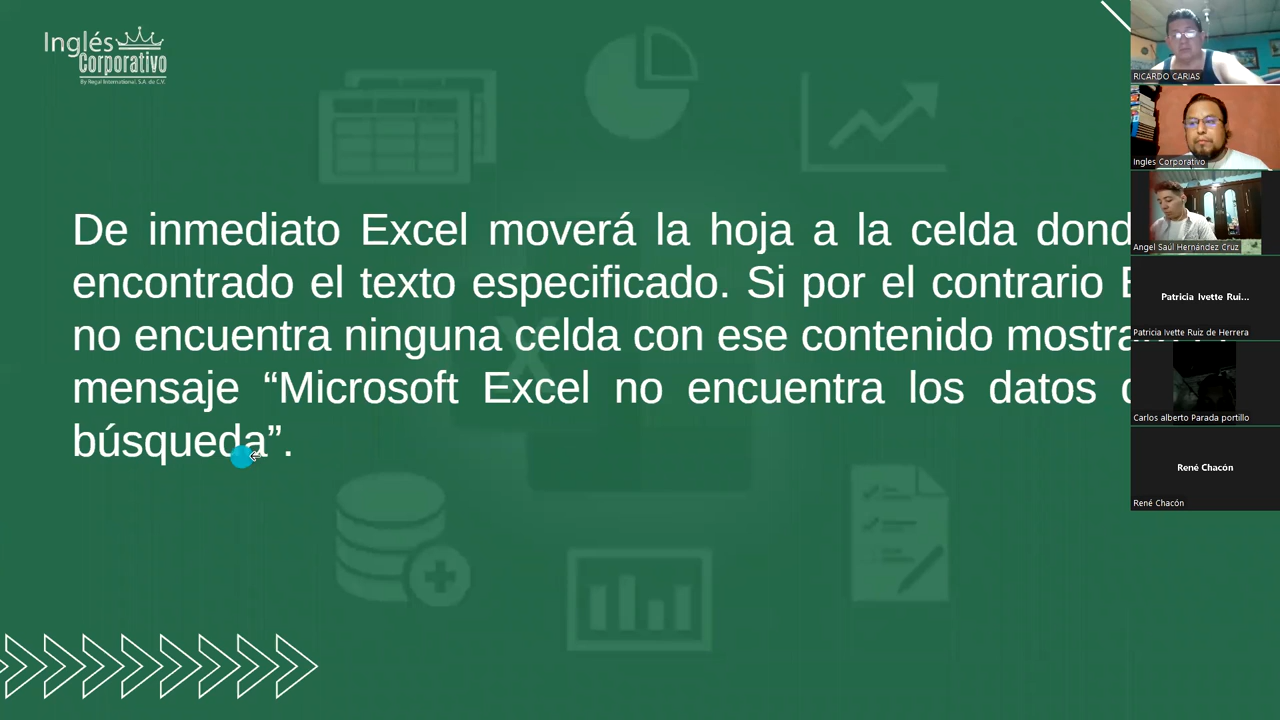 Inglés
Corporativo
By Regal International, S.A. de C.V.
De inmediato Excel moverá la hoja a la celda
encontrado el texto especificado. Si por el contrario
no encuentra ninguna celda con ese contenido
mensaje “Microsoft Excel no encuentra los datos
búsqueda”.
RICARDO CARIAS
Ingles Corporativo
Angel Saúl Hernández Cruz
Patricia Ivette Rui...
Patricia Ivette Ruiz de Herrera
Carlos alberto Parada portillo
René Chacón
René Chacón